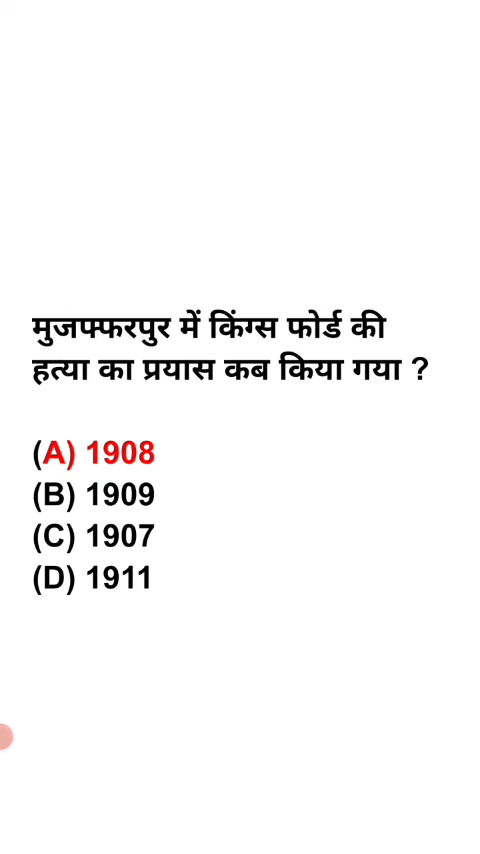 मुजफ्फरपुर में किंग्स फोर्ड की
हत्या का प्रयास कब किया गया ?
(A) 1908
(B) 1909
(C) 1907
(D) 1911